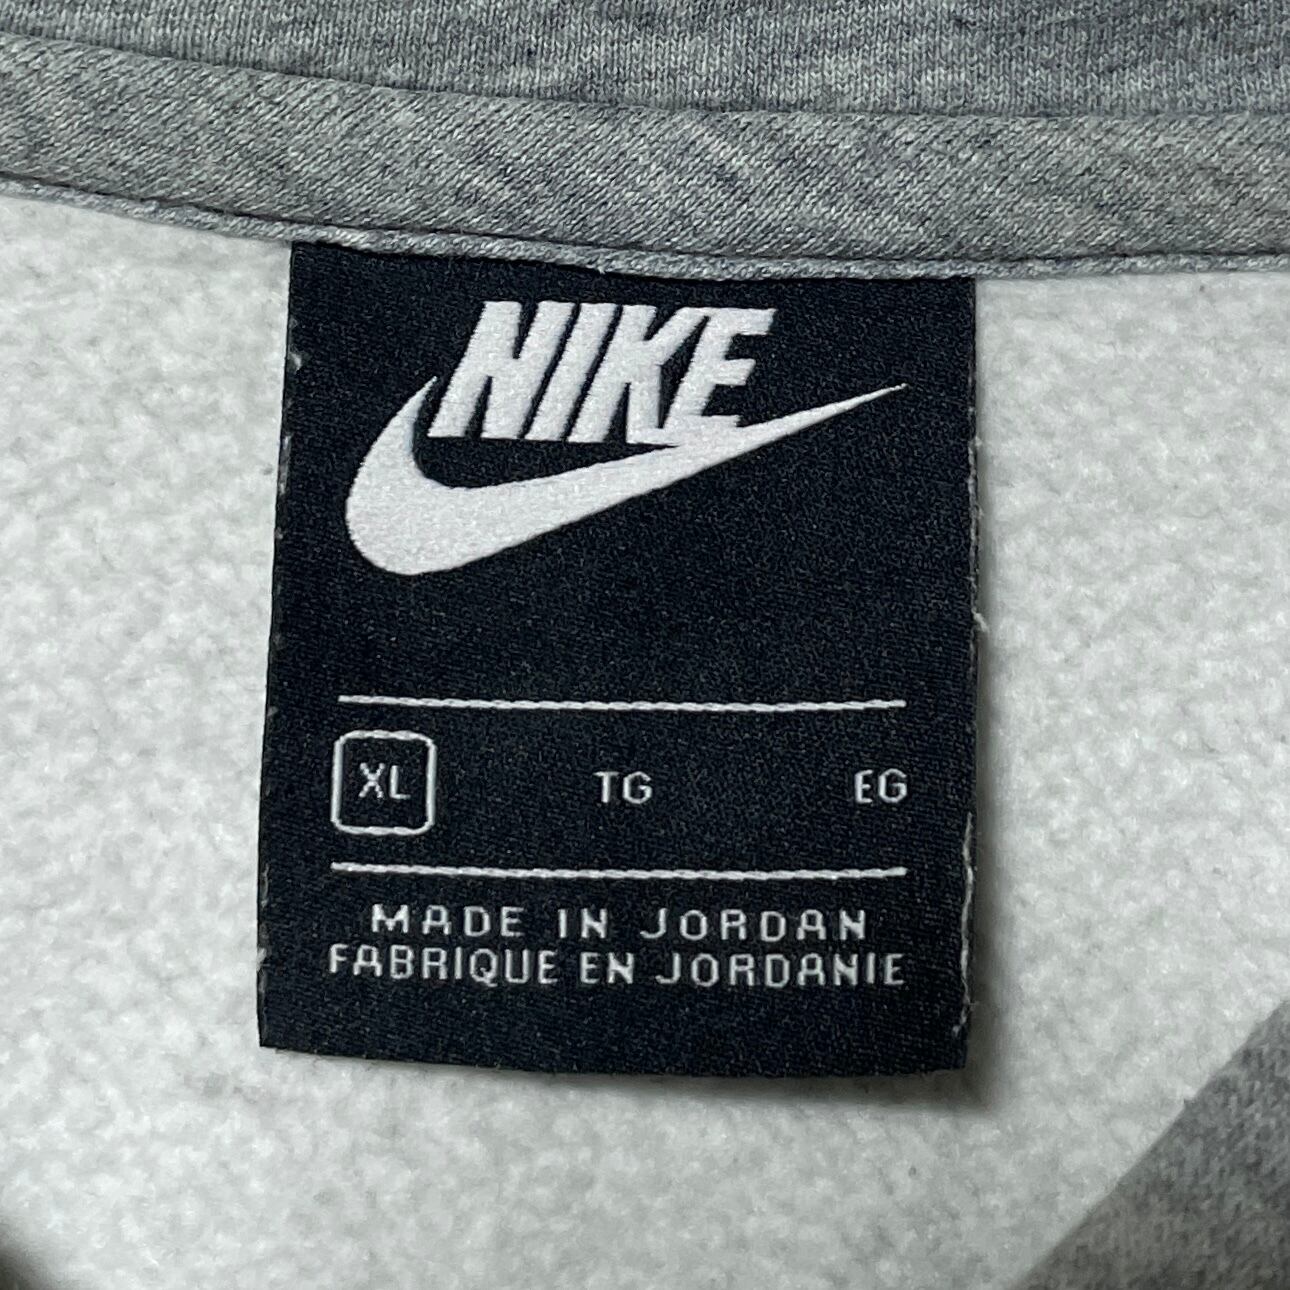 NIKE
XL TG EG
MADE IN JORDAN
FABRIQUE EN JORDANIE